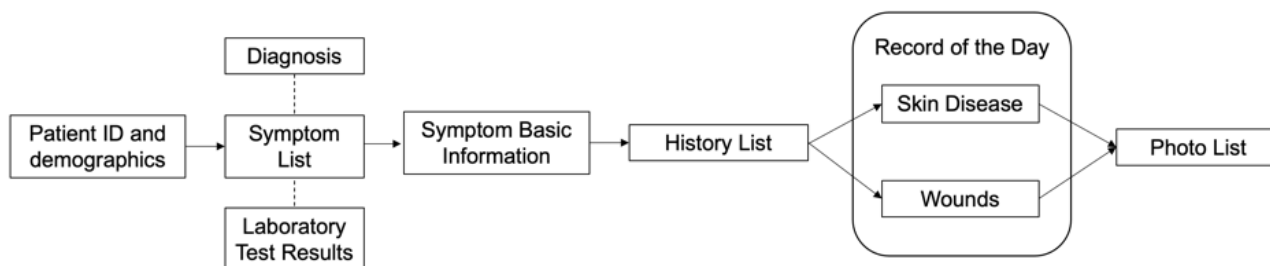 Diagnosis
Patient ID and
demographics
Symptom
List
Laboratory
Test Results
Symptom Basic
Information
History List
Record of the Day
Skin Disease
Wounds
Photo List